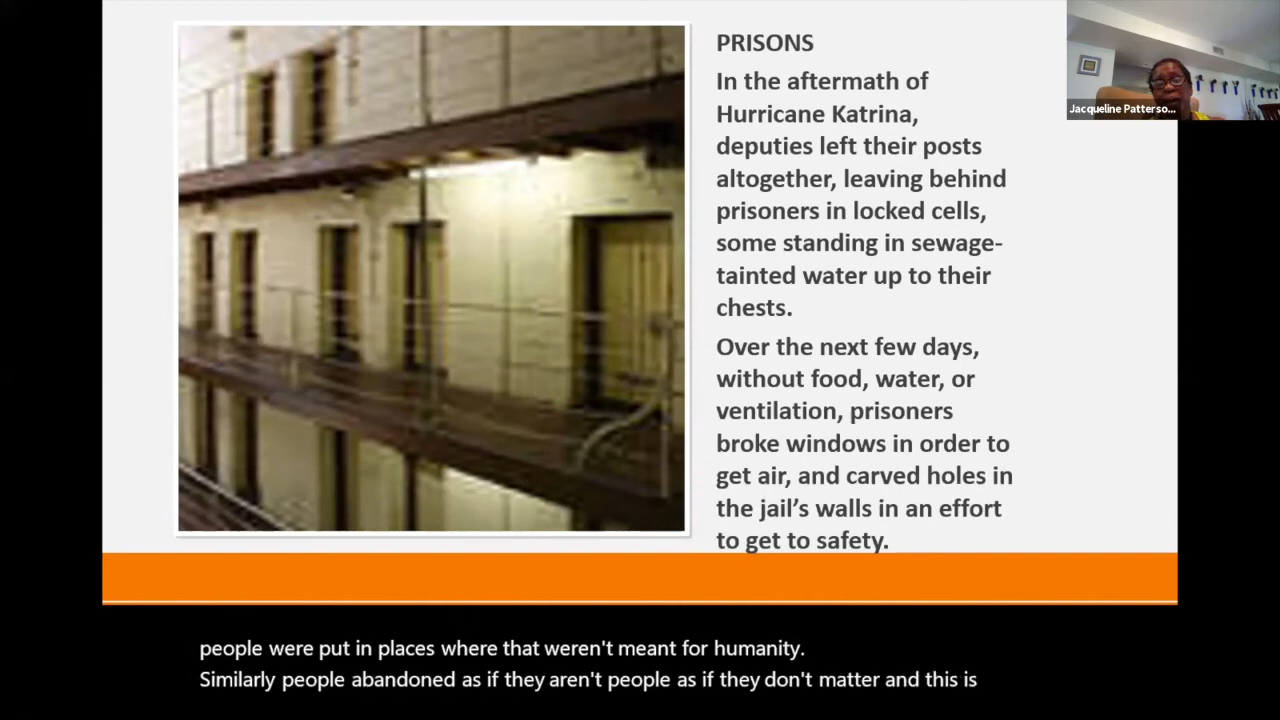 PRISONS
In the aftermath of
Hurricane Katrina,
deputies left their posts
altogether, leaving behind
prisoners in locked cells,
some standing in sewage-
tainted water up to their
chests.
Over the next few days,
without food, water, or
ventilation, prisoners
broke windows in order to
get air, and carved holes in
the jail’s walls in an effort
to get to safety.
Jacqueline Patterso...
people were put in places where that weren't meant for humanity.
Similarly people abandoned as if they aren't people as if they don't matter and this is